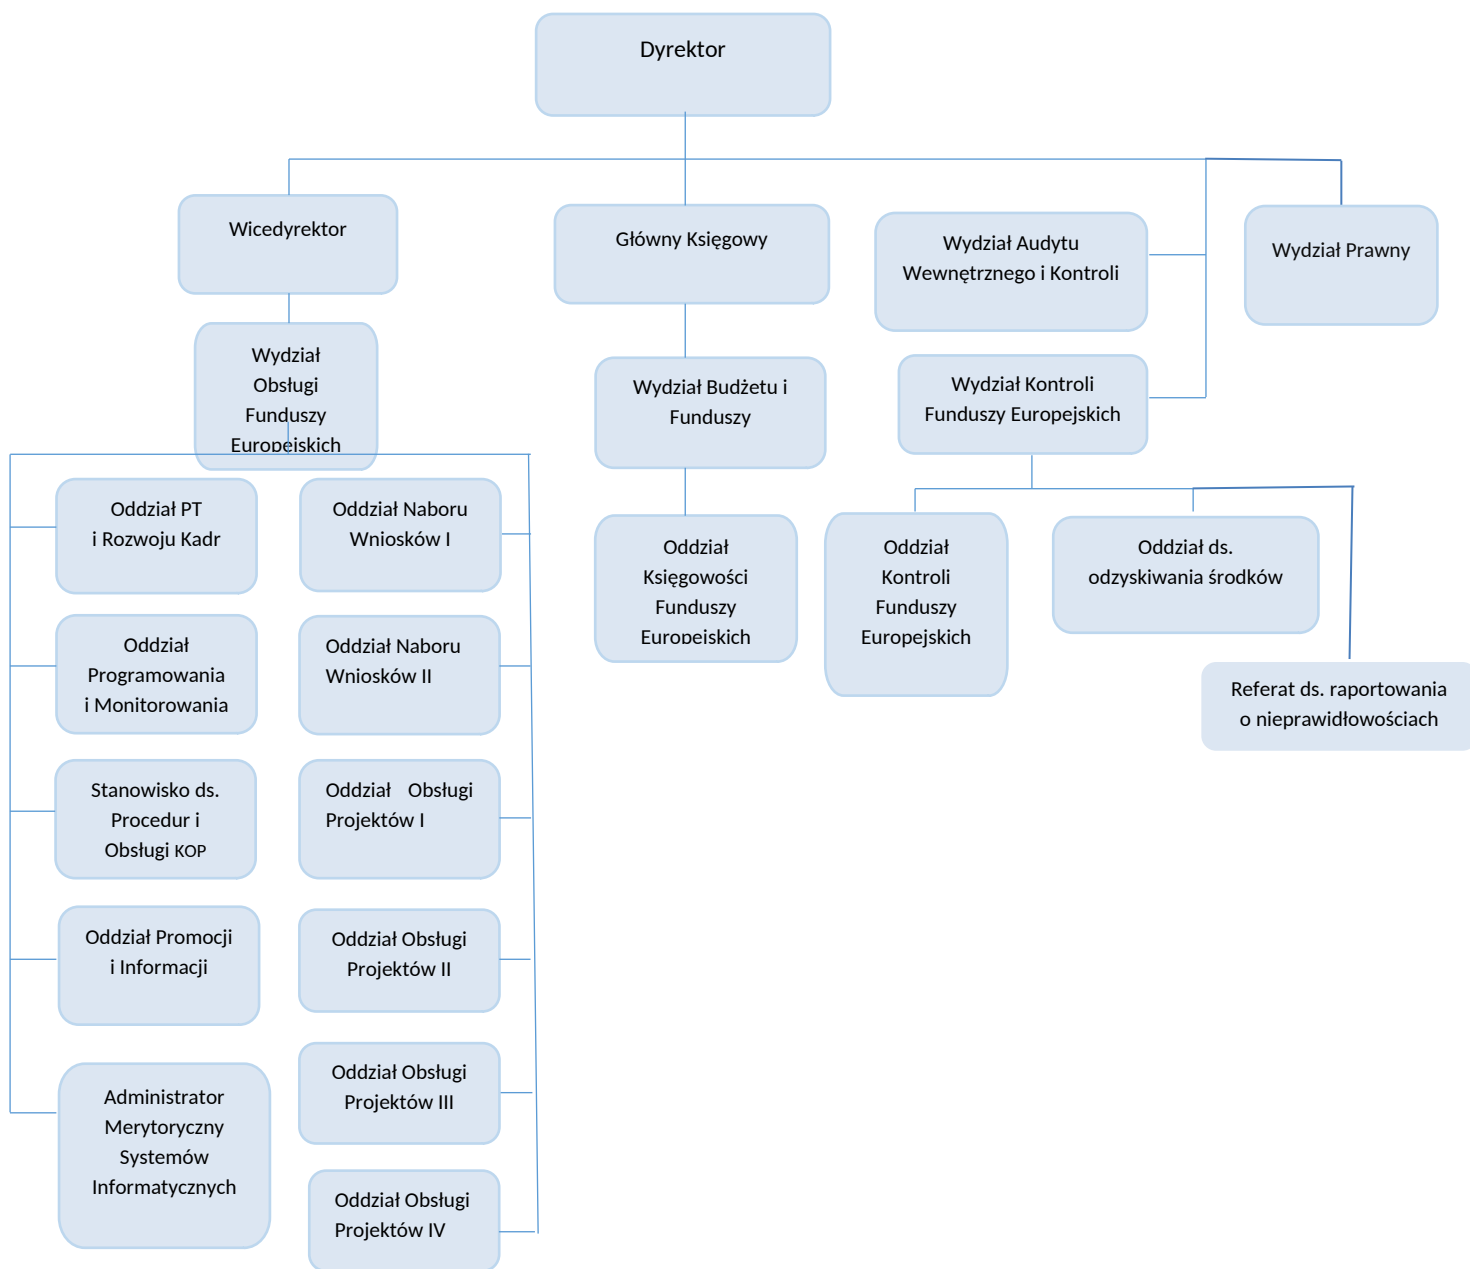 Dyrektor
Wicedyrektor
Główny Księgowy
Wydział Audytu
Wewnętrznego i Kontroli
Wydział Prawny
Wydział
Obsługi
Funduszy
Europejskich
Wydział Budżetu i
Funduszy
Wydział Kontroli
Funduszy Europejskich
Oddział PT
i Rozwoju Kadr
Oddział Naboru
Wniosków I
Oddział
Księgowości
Funduszy
Europejskich
Oddział
Kontroli
Funduszy
Europejskich
Oddział ds.
odzyskiwania środków
Oddział
Programowania
i Monitorowania
Oddział Naboru
Wniosków II
Referat ds. raportowania
o nieprawidłowościach
Stanowisko ds.
Procedur i
Obsługi KOP
Oddział Obsługi
Projektów I
Oddział Promocji
i Informacji
Oddział Obsługi
Projektów II
Oddział Obsługi
Projektów III
Administrator
Merytoryczny
Systemów
Informatycznych
Oddział Obsługi
Projektów IV